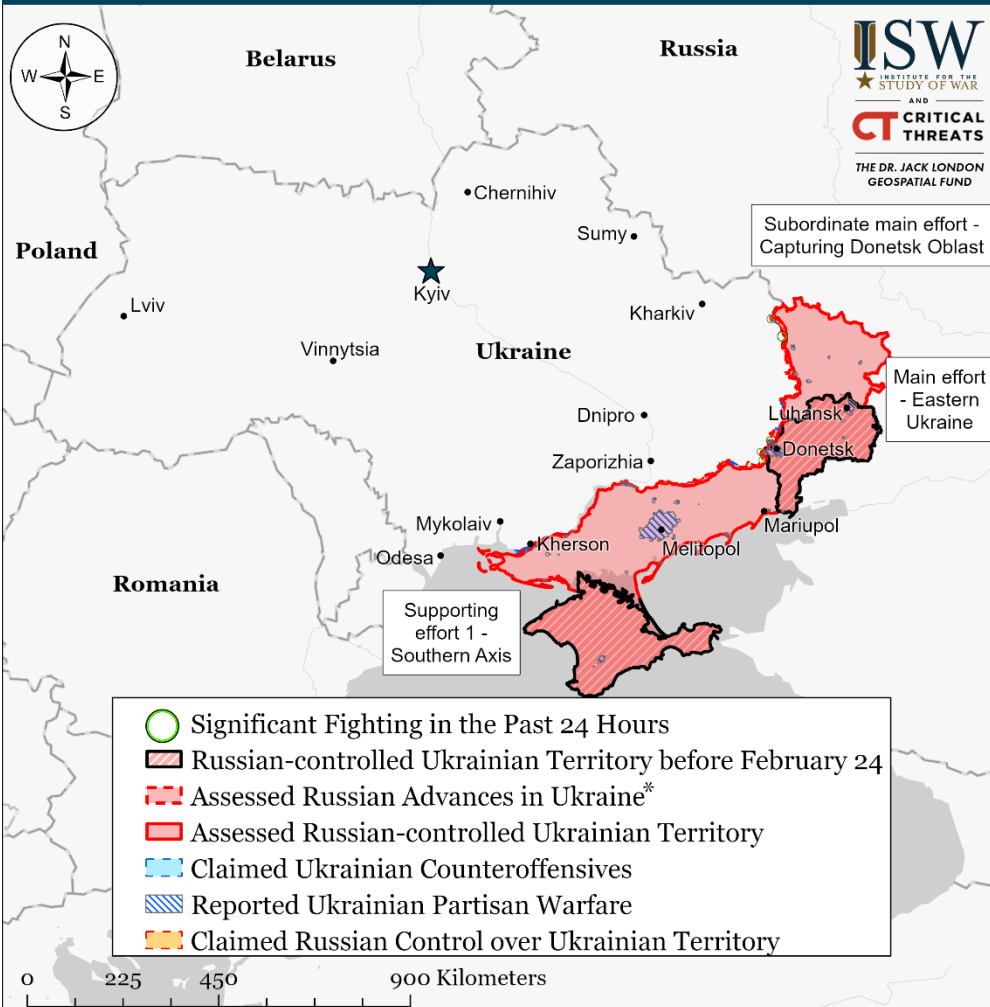 N
W
E
S
Belarus
Russia
ISW
INSTITUTE FOR THE
STUDY OF WAR
AND
CT CRITICAL
THREATS
THE DR. JACK LONDON
GEOSPATIAL FUND
Chernihiv
Sumy
Subordinate main effort -
Capturing Donetsk Oblast
Poland
Kyiv
Lviv
Kharkiv
Vinnytsia
Ukraine
Main effort
- Eastern
Ukraine
Dnipro
Luhansk
Donetsk
Zaporizhia
Mykolaiv
Mariupol
Kherson
Melitopol
Odesa
Romania
Supporting
effort 1 -
Southern Axis
Significant Fighting in the Past 24 Hours
Russian-controlled Ukrainian Territory before February 24
Assessed Russian Advances in Ukraine*
Assessed Russian-controlled Ukrainian Territory
Claimed Ukrainian Counteroffensives
Reported Ukrainian Partisan Warfare
Claimed Russian Control over Ukrainian Territory
0 225 450 900 Kilometers